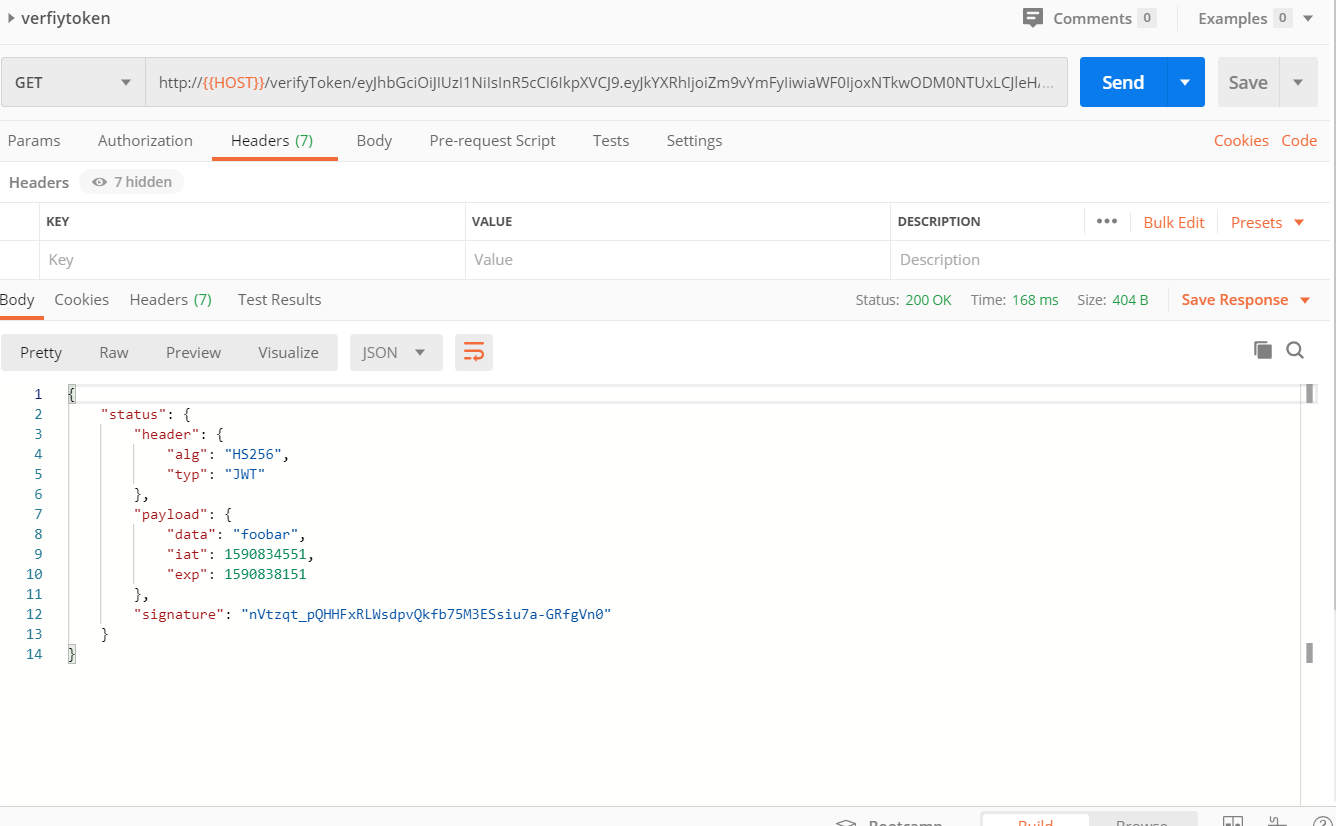 verfiytoken
Comments 0 Examples 0
GET http://{{HOST}}/verifyToken/eyJhbGciOiJIUzI1NiIsInR5cCI6IkpXVCJ9.eyJkYXRhIjoiZm9vYmFyIiwiaWF0IjoxNTkwODM0NTUxLCJleH... Send Save
Params Authorization Headers (7) Body Pre-request Script Tests Settings Cookies Code
Headers 7 hidden
KEY VALUE DESCRIPTION ••• Bulk Edit Presets
Key Value Description
Body Cookies Headers (7) Test Results Status: 200 OK Time: 168 ms Size: 404 B Save Response
Pretty Raw Preview Visualize JSON
1 {
2 "status": {
3 "header": {
4 "alg": "HS256",
5 "typ": "JWT"
6 },
7 "payload": {
8 "data": "foobar",
9 "iat": 1590834551,
10 "exp": 1590838151
11 },
12 "signature": "nVtzqt_pQHHFxRLWsdpvQkfb75M3ESsiu7a-GRfgVn0"
13 }
14 }
Bootcamp Build Browse